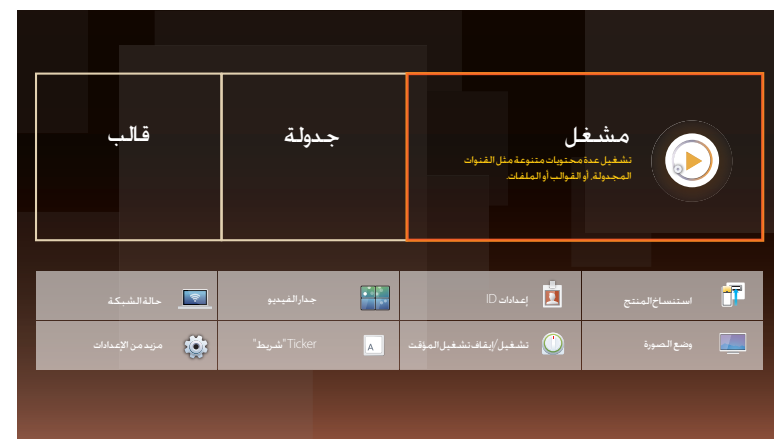 مشغل
تشغيل عدة محتويات متنوعة مثل القنوات
المجدولة، أو القوالب أو الملفات.
جدولة
قالب
استنساخ المنتج
إعدادات ID
جدار الفيديو
حالة الشبكة
وضع الصورة
تشغيل/إيقاف تشغيل المؤقت
Ticker "شريط"
A
مزيد من الإعدادات